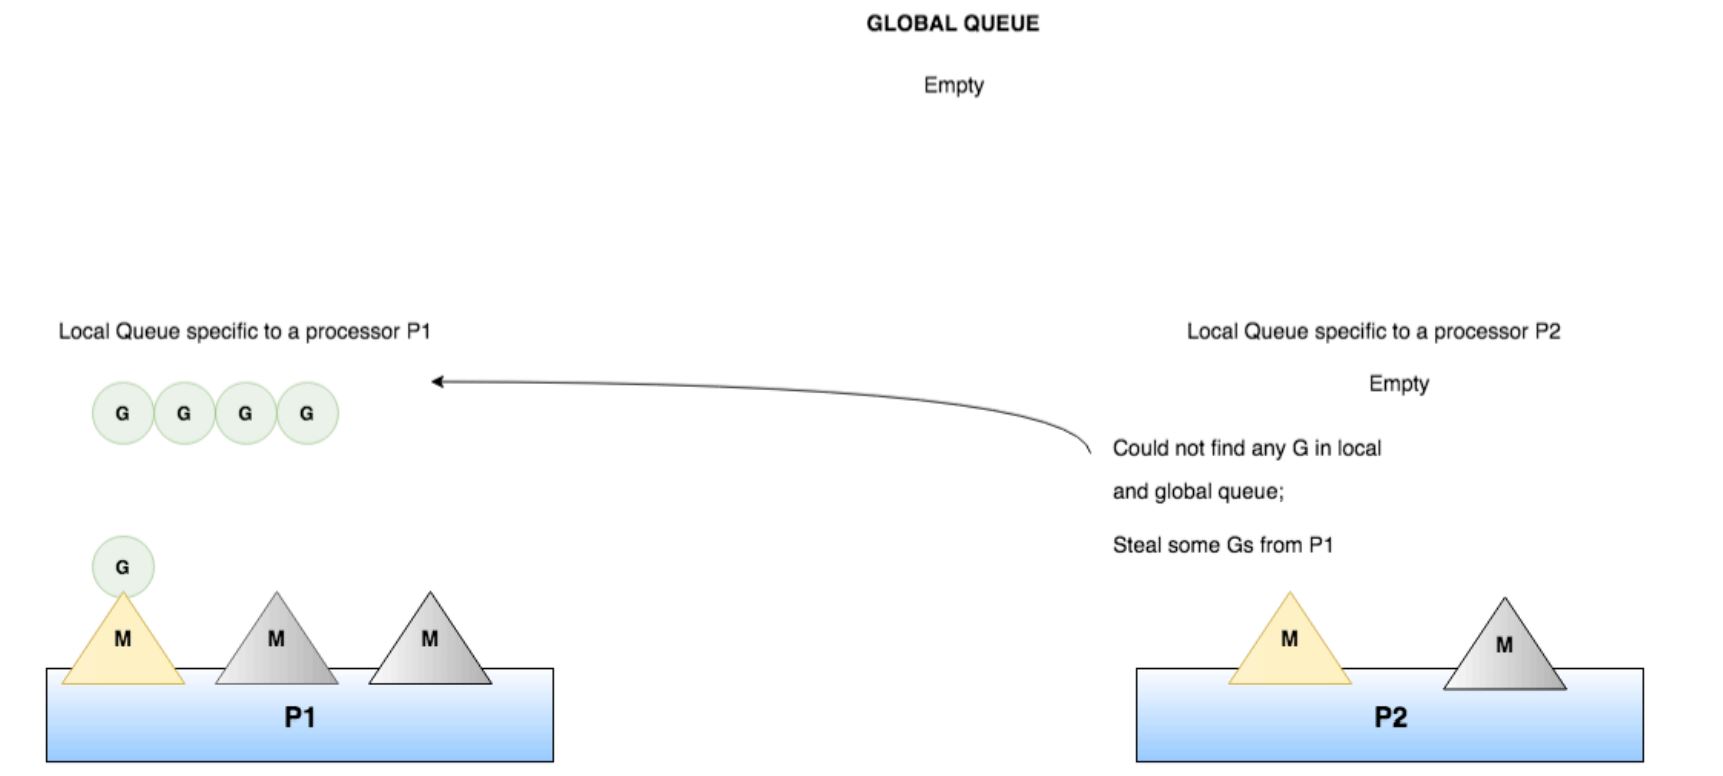 GLOBAL QUEUE
Empty
Local Queue specific to a processor P1
Local Queue specific to a processor P2
Empty
G G G G
Could not find any G in local
and global queue;
Steal some Gs from P1
G
M M M
M M
P1
P2